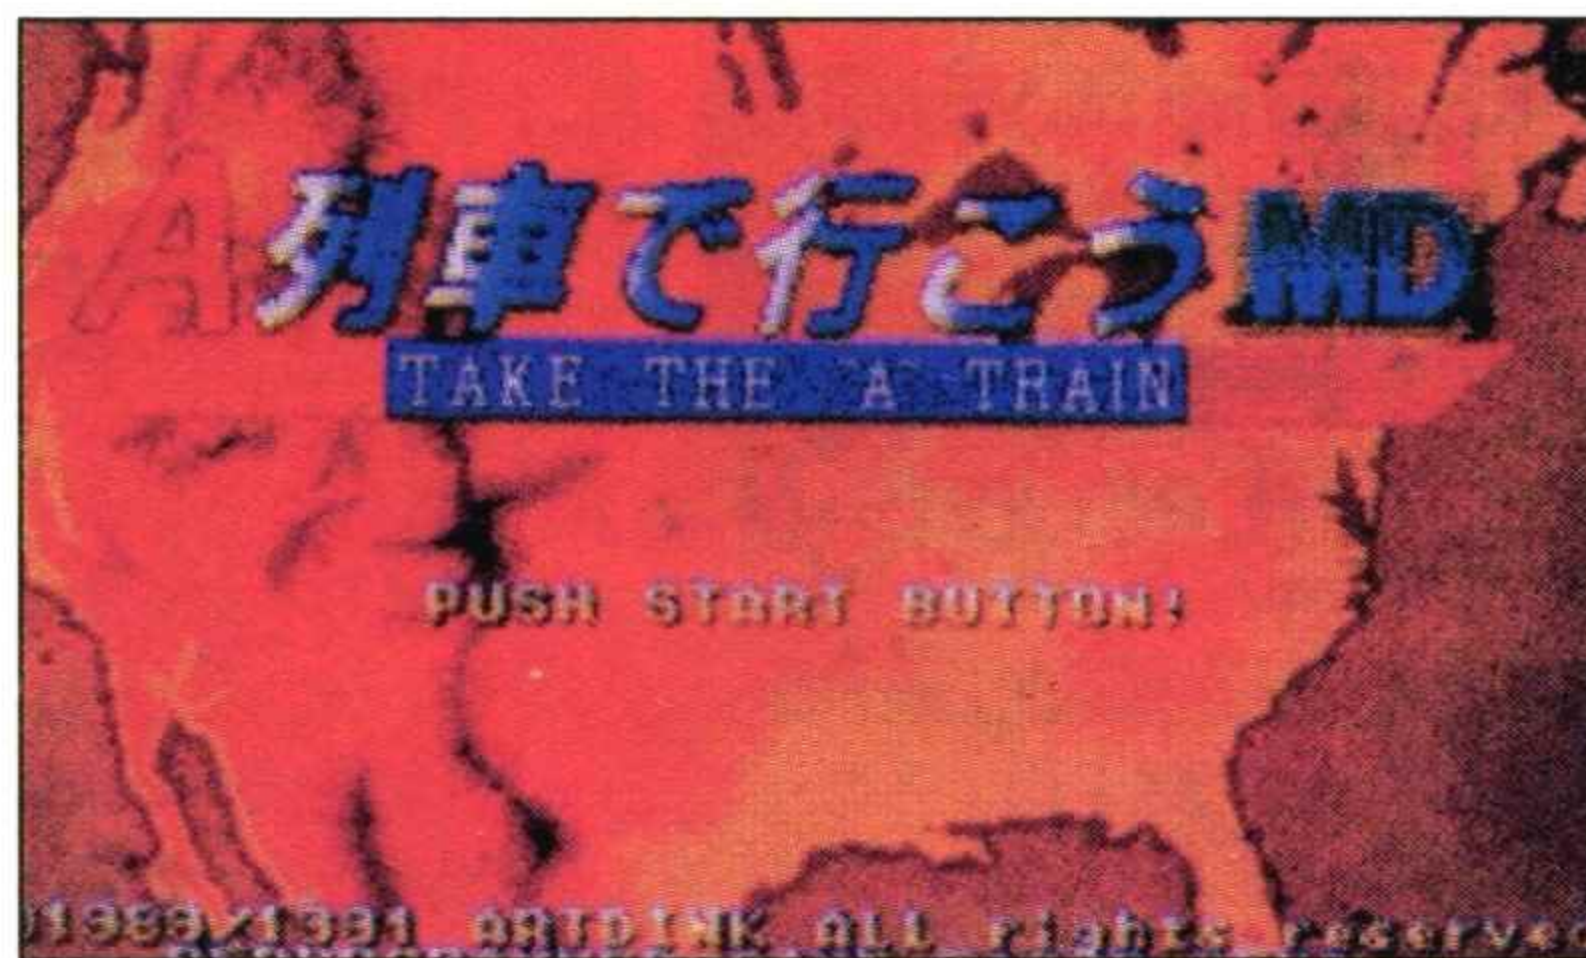 列車で行こうMD
TAKE THE "A" TRAIN
PUSH START BUTTON!
1988/1991 ARTDINK All rights reserved